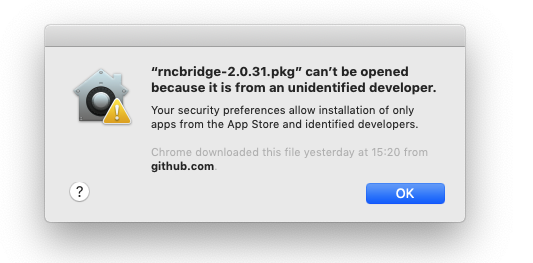 “rncbridge-2.0.31.pkg” can’t be opened
because it is from an unidentified developer.
Your security preferences allow installation of only
apps from the App Store and identified developers.
Chrome downloaded this file yesterday at 15:20 from
github.com.
?
OK